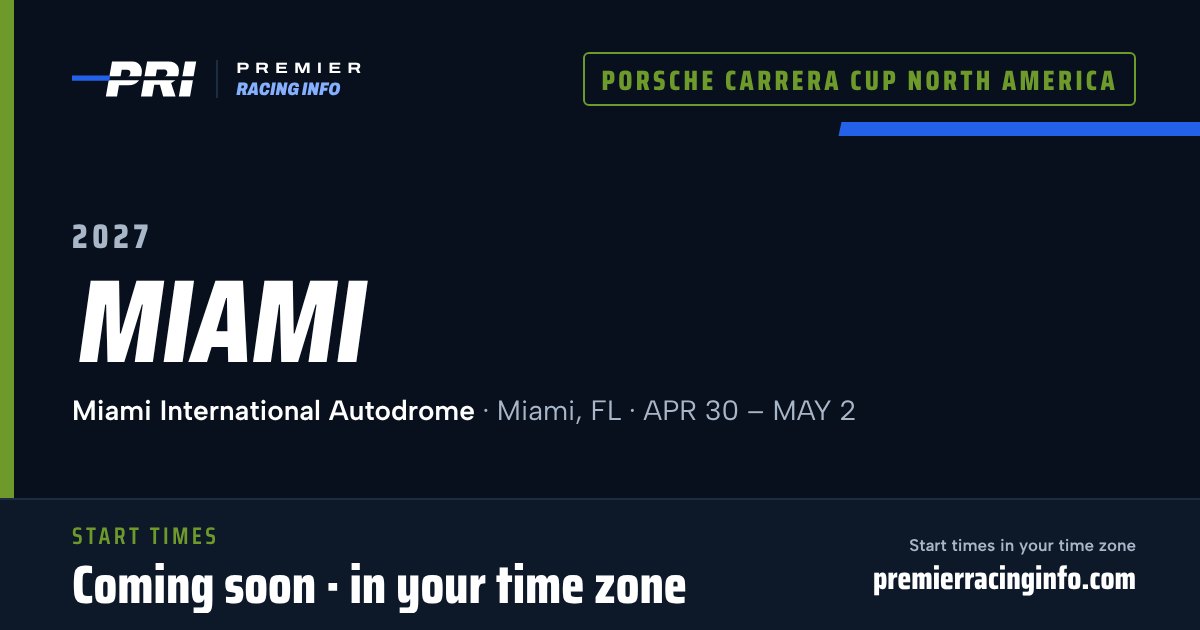 PRI
PREMIER
RACING INFO
PORSCHE CARRERA CUP NORTH AMERICA
2027
MIAMI
Miami International Autodrome · Miami, FL · APR 30 – MAY 2
START TIMES
Coming soon · in your time zone
Start times in your time zone
premierracinginfo.com